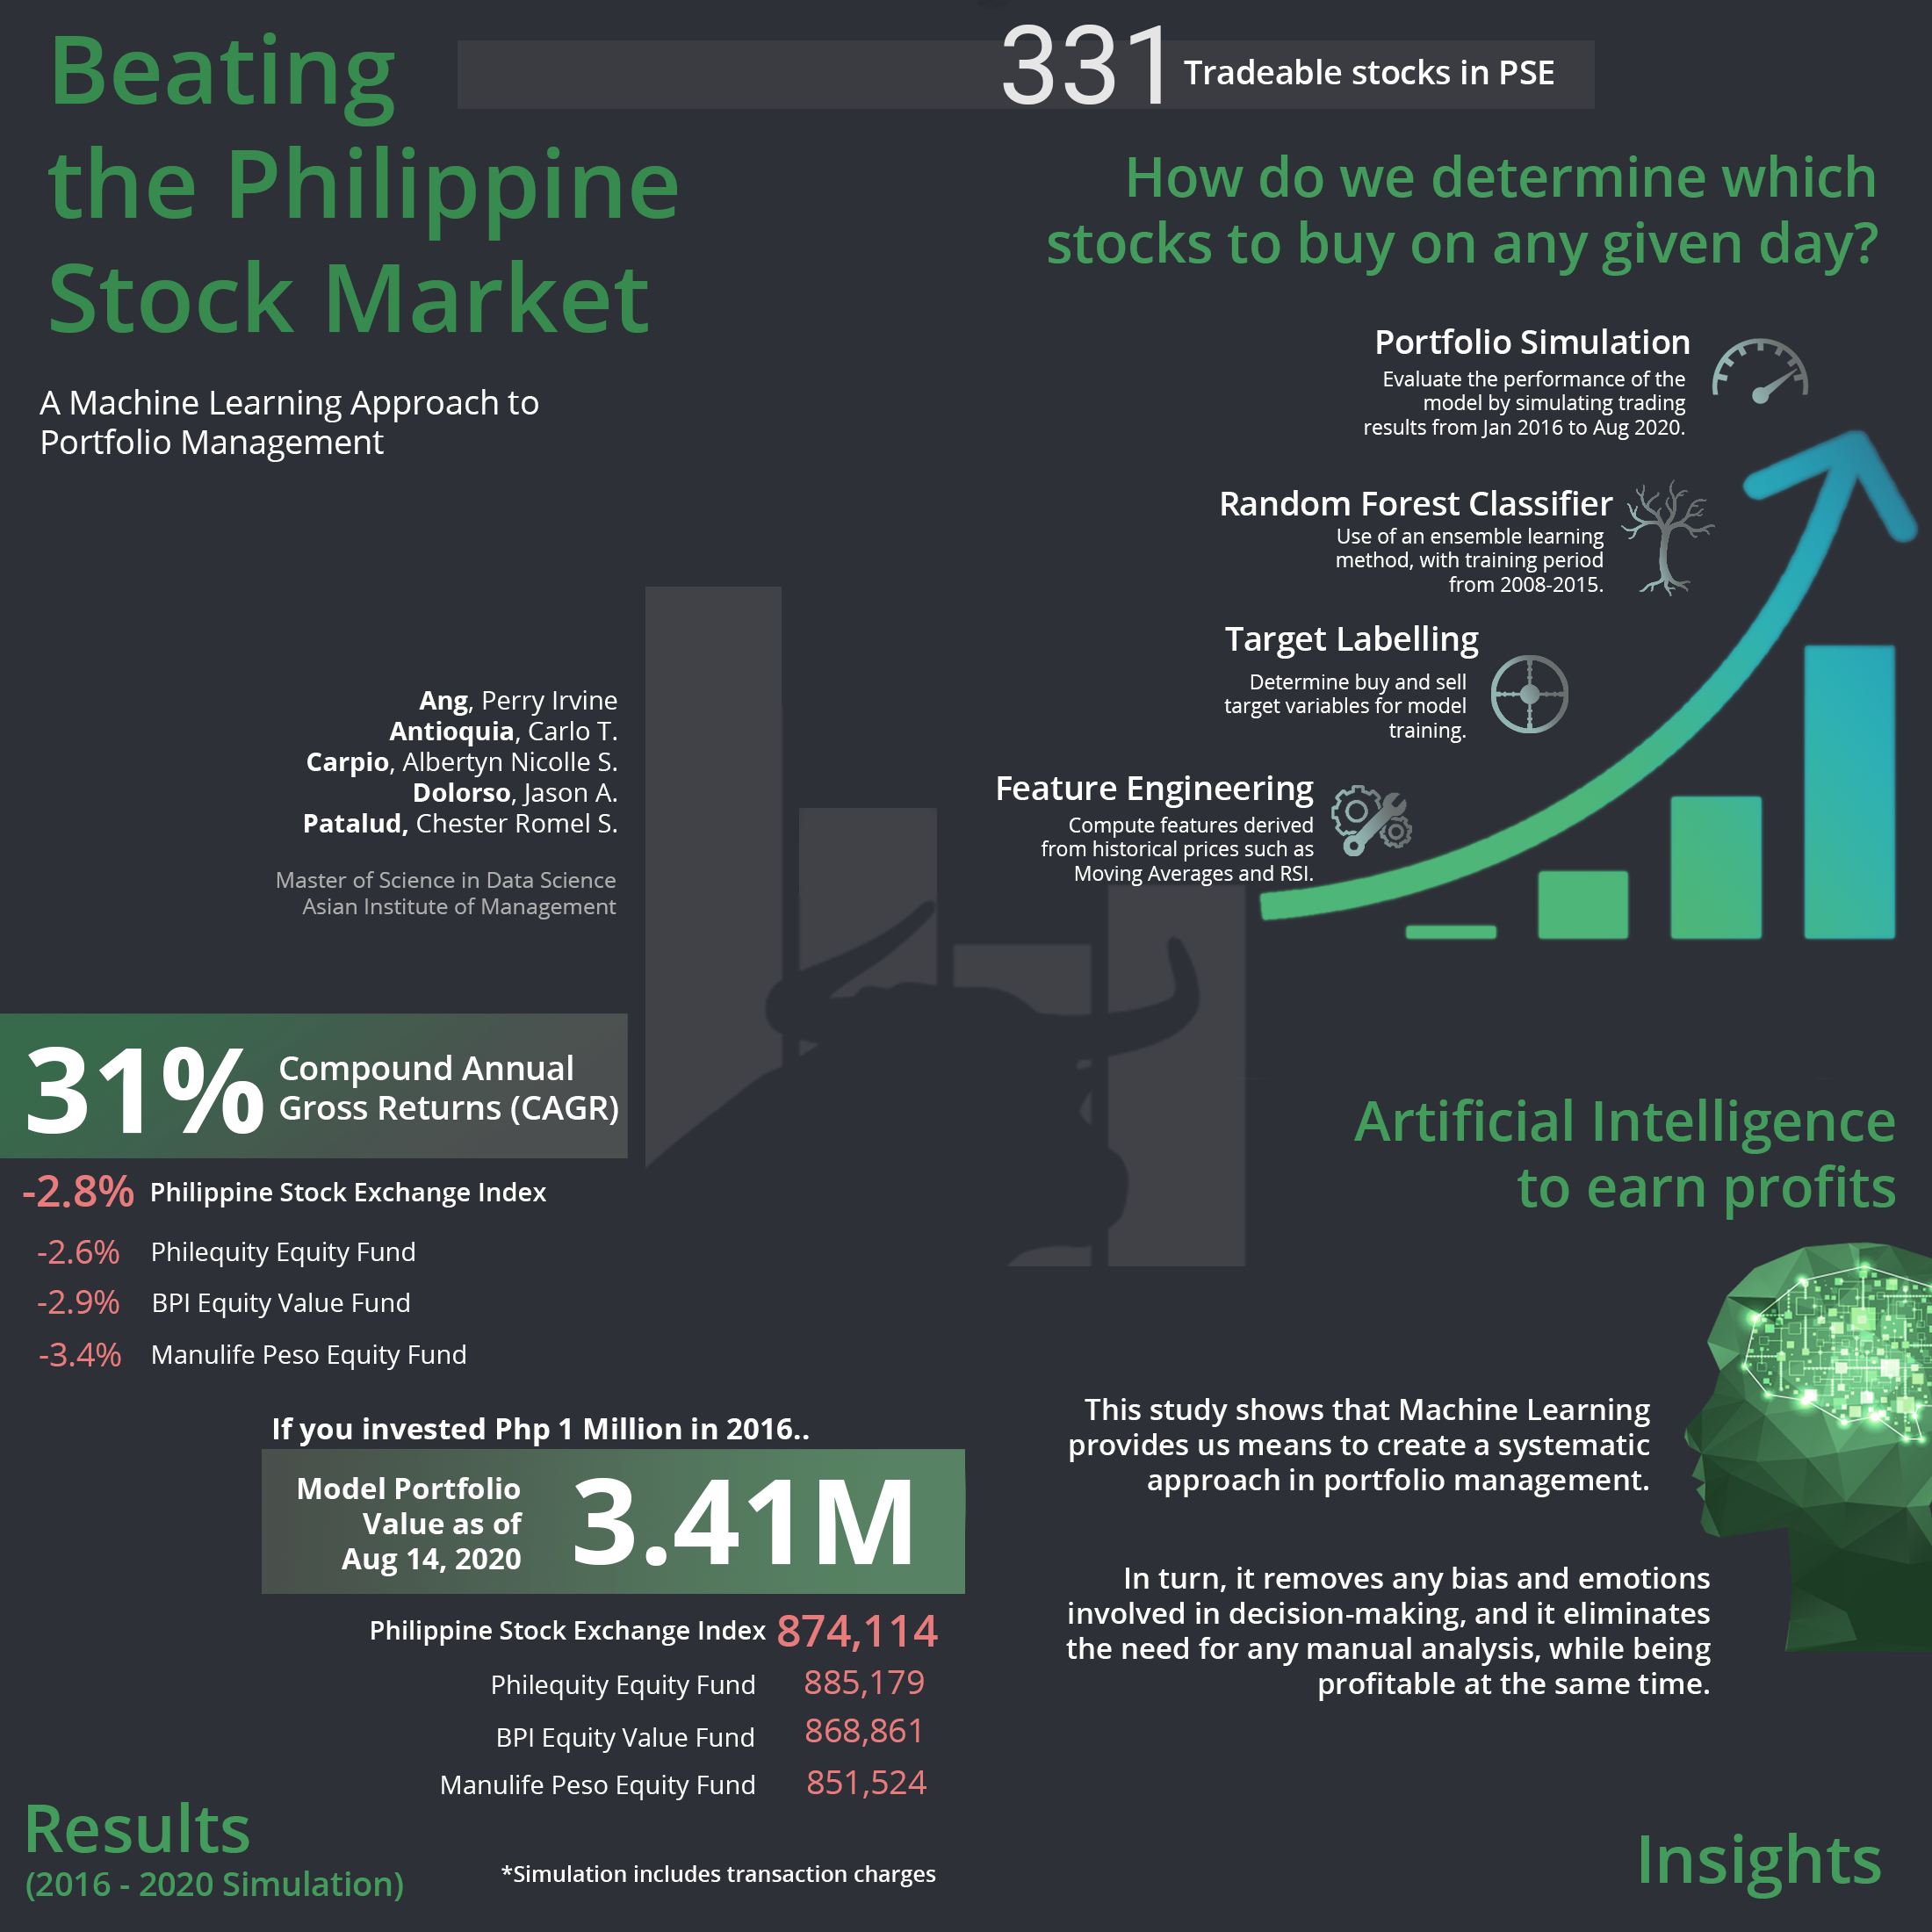 Beating
the Philippine
Stock Market
A Machine Learning Approach to
Portfolio Management
Ang, Perry Irvine
Antioquia, Carlo T.
Carpio, Albertyn Nicolle S.
Dolorso, Jason A.
Patalud, Chester Romel S.
Master of Science in Data Science
Asian Institute of Management
331 Tradeable stocks in PSE
How do we determine which
stocks to buy on any given day?
Portfolio Simulation
Evaluate the performance of the
model by simulating trading
results from Jan 2016 to Aug 2020.
Random Forest Classifier
Use of an ensemble learning
method, with training period
from 2008-2015.
Target Labelling
Determine buy and sell
target variables for model
training.
Feature Engineering
Compute features derived
from historical prices such as
Moving Averages and RSI.
31% Compound Annual
Gross Returns (CAGR)
-2.8% Philippine Stock Exchange Index
-2.6% Philequity Equity Fund
-2.9% BPI Equity Value Fund
-3.4% Manulife Peso Equity Fund
If you invested Php 1 Million in 2016..
Model Portfolio
Value as of
Aug 14, 2020
3.41M
Philippine Stock Exchange Index 874,114
Philequity Equity Fund 885,179
BPI Equity Value Fund 868,861
Manulife Peso Equity Fund 851,524
Results
(2016 - 2020 Simulation)
*Simulation includes transaction charges
Artificial Intelligence
to earn profits
This study shows that Machine Learning
provides us means to create a systematic
approach in portfolio management.
In turn, it removes any bias and emotions
involved in decision-making, and it eliminates
the need for any manual analysis, while being
profitable at the same time.
Insights